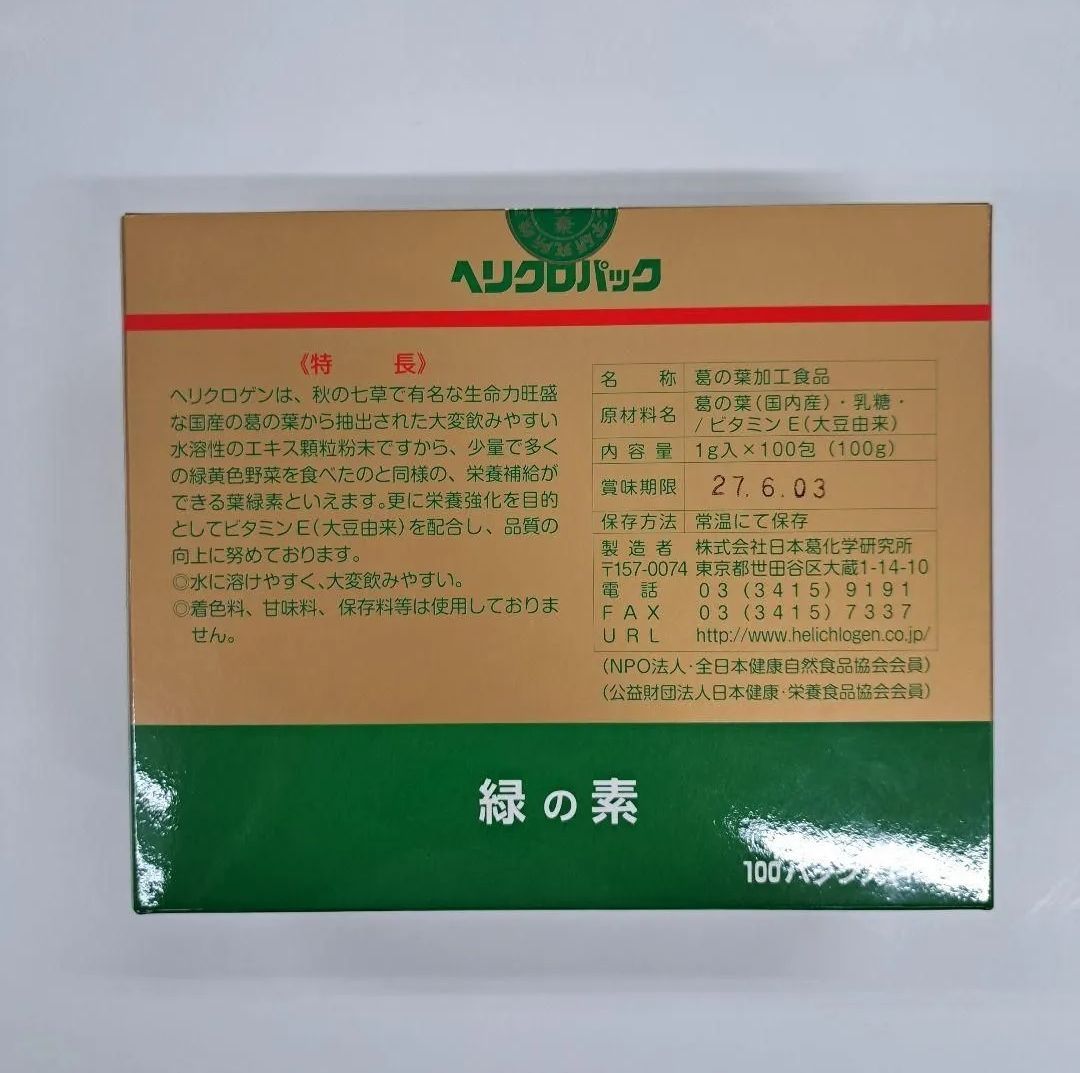 ヘリクロパック
《特 長》
ヘリクロゲンは、秋の七草で有名な生命力旺盛
な国産の葛の葉から抽出された大変飲みやすい
水溶性のエキス顆粒粉末ですから、少量で多く
の緑黄色野菜を食べたのと同様の、栄養補給が
できる葉緑素といえます。更に栄養強化を目的
としてビタミンE(大豆由来)を配合し、品質の
向上に努めております。
◎水に溶けやすく、大変飲みやすい。
◎着色料、甘味料、保存料等は使用しておりま
せん。
名 称 葛の葉加工食品
原材料名 葛の葉(国内産)・乳糖・
/ビタミンE(大豆由来)
内容量 1g入×100包(100g)
賞味期限 27.6.03
保存方法 常温にて保存
製造者 株式会社日本葛化学研究所
〒157-0074 東京都世田谷区大蔵1-14-10
電話 03(3415)9191
FAX 03(3415)7337
URL http://www.helichlogen.co.jp/
(NPO法人・全日本健康自然食品協会会員)
(公益財団法人日本健康・栄養食品協会会員)
緑の素
100パック